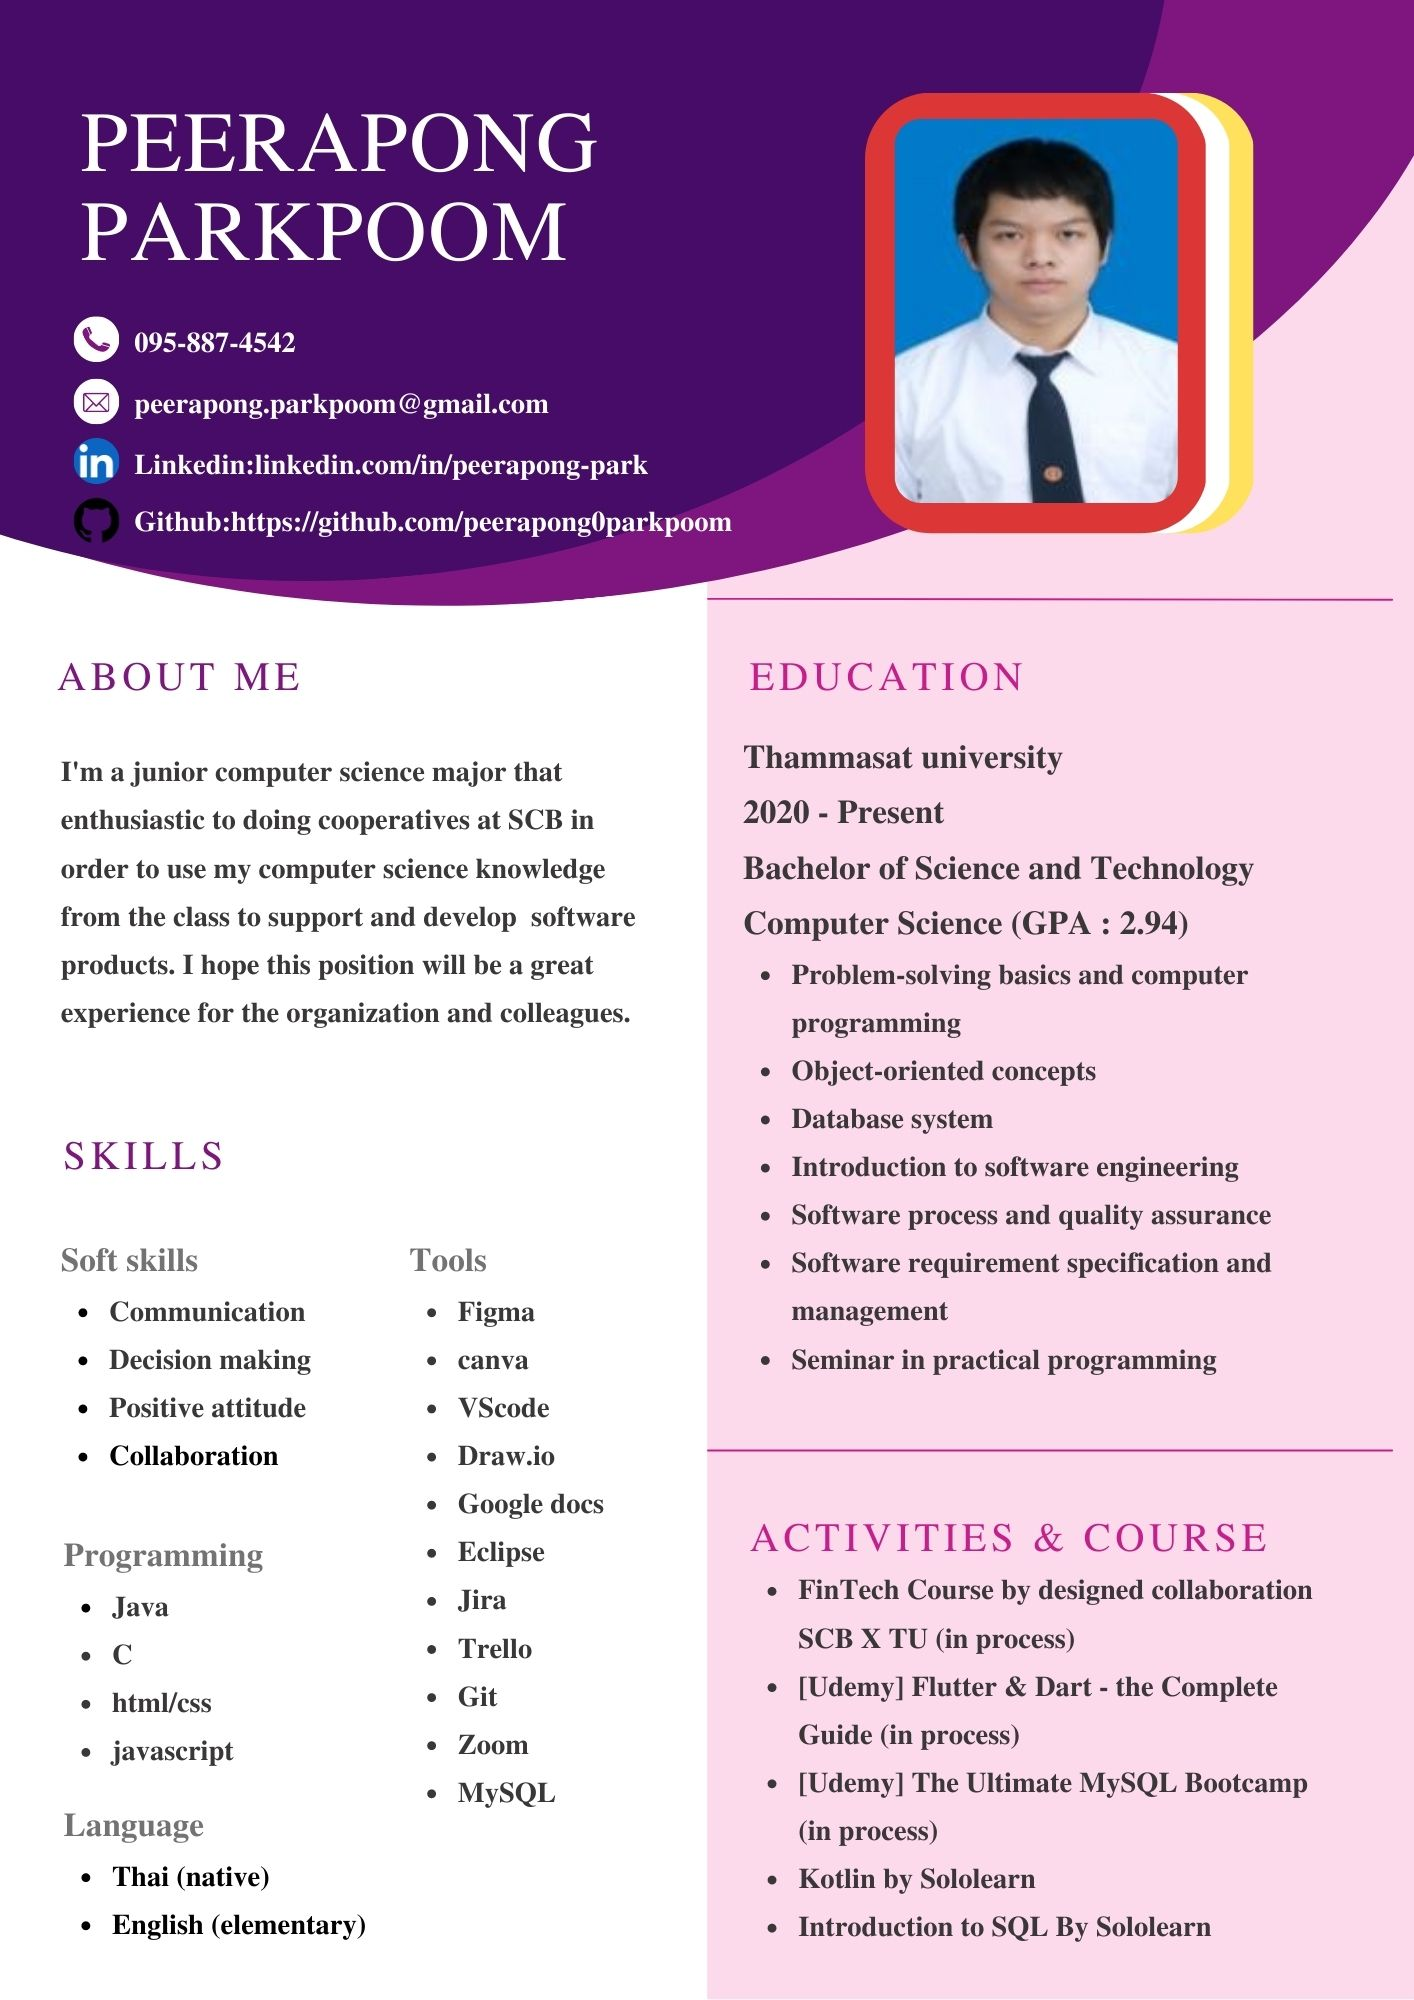 PEERAPONG
PARKPOOM
095-887-4542
peerapong.parkpoom@gmail.com
Linkedin:linkedin.com/in/peerapong-park
Github:https://github.com/peerapong0parkpoom
ABOUT ME
I'm a junior computer science major that
enthusiastic to doing cooperatives at SCB in
order to use my computer science knowledge
from the class to support and develop  software
products. I hope this position will be a great
experience for the organization and colleagues.
SKILLS
Soft skills
• Communication
• Decision making
• Positive attitude
• Collaboration
Programming
• Java
• C
• html/css
• javascript
Language
• Thai (native)
• English (elementary)
Tools
• Figma
• canva
• VScode
• Draw.io
• Google docs
• Eclipse
• Jira
• Trello
• Git
• Zoom
• MySQL
EDUCATION
Thammasat university
2020 - Present
Bachelor of Science and Technology
Computer Science (GPA : 2.94)
• Problem-solving basics and computer
programming
• Object-oriented concepts
• Database system
• Introduction to software engineering
• Software process and quality assurance
• Software requirement specification and
management
• Seminar in practical programming
ACTIVITIES & COURSE
• FinTech Course by designed collaboration
SCB X TU (in process)
• [Udemy] Flutter & Dart - the Complete
Guide (in process)
• [Udemy] The Ultimate MySQL Bootcamp
(in process)
• Kotlin by Sololearn
• Introduction to SQL By Sololearn